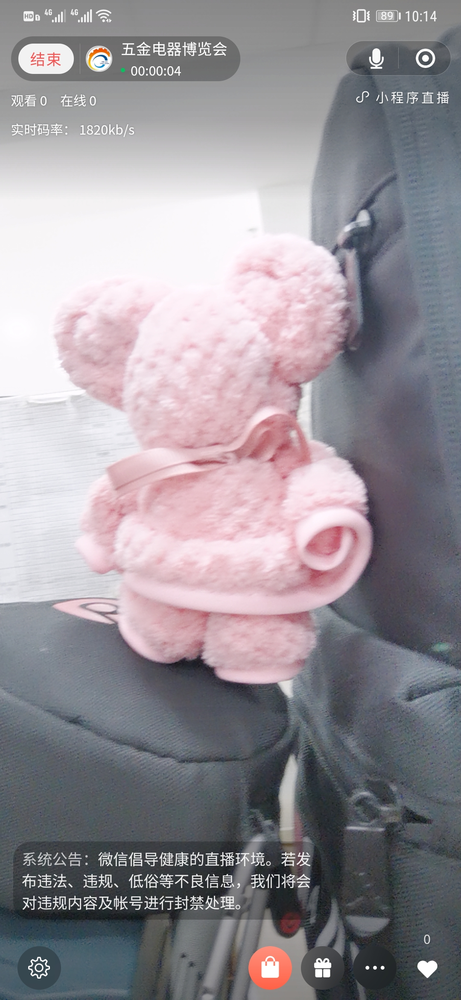 HD 1 4G 4G 89 10:14
结束
五金电器博览会
00:00:04
观看 0 在线 0
小程序直播
实时码率： 1820kb/s
系统公告：微信倡导健康的直播环境。若发
布违法、违规、低俗等不良信息，我们将会
对违规内容及帐号进行封禁处理。
0